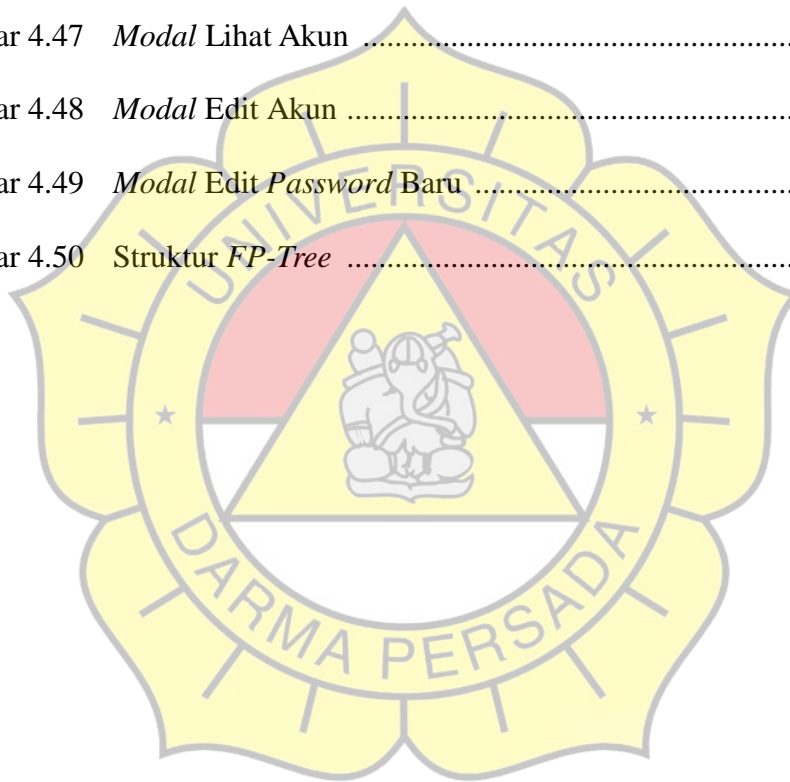 ar 4.47 Modal Lihat Akun ........................................................................
ar 4.48 Modal Edit Akun ...........................................................................
ar 4.49 Modal Edit Password Baru .....................................................
ar 4.50 Struktur FP-Tree ..........................................................................
UNIVERSITAS
DARMA PERSADA